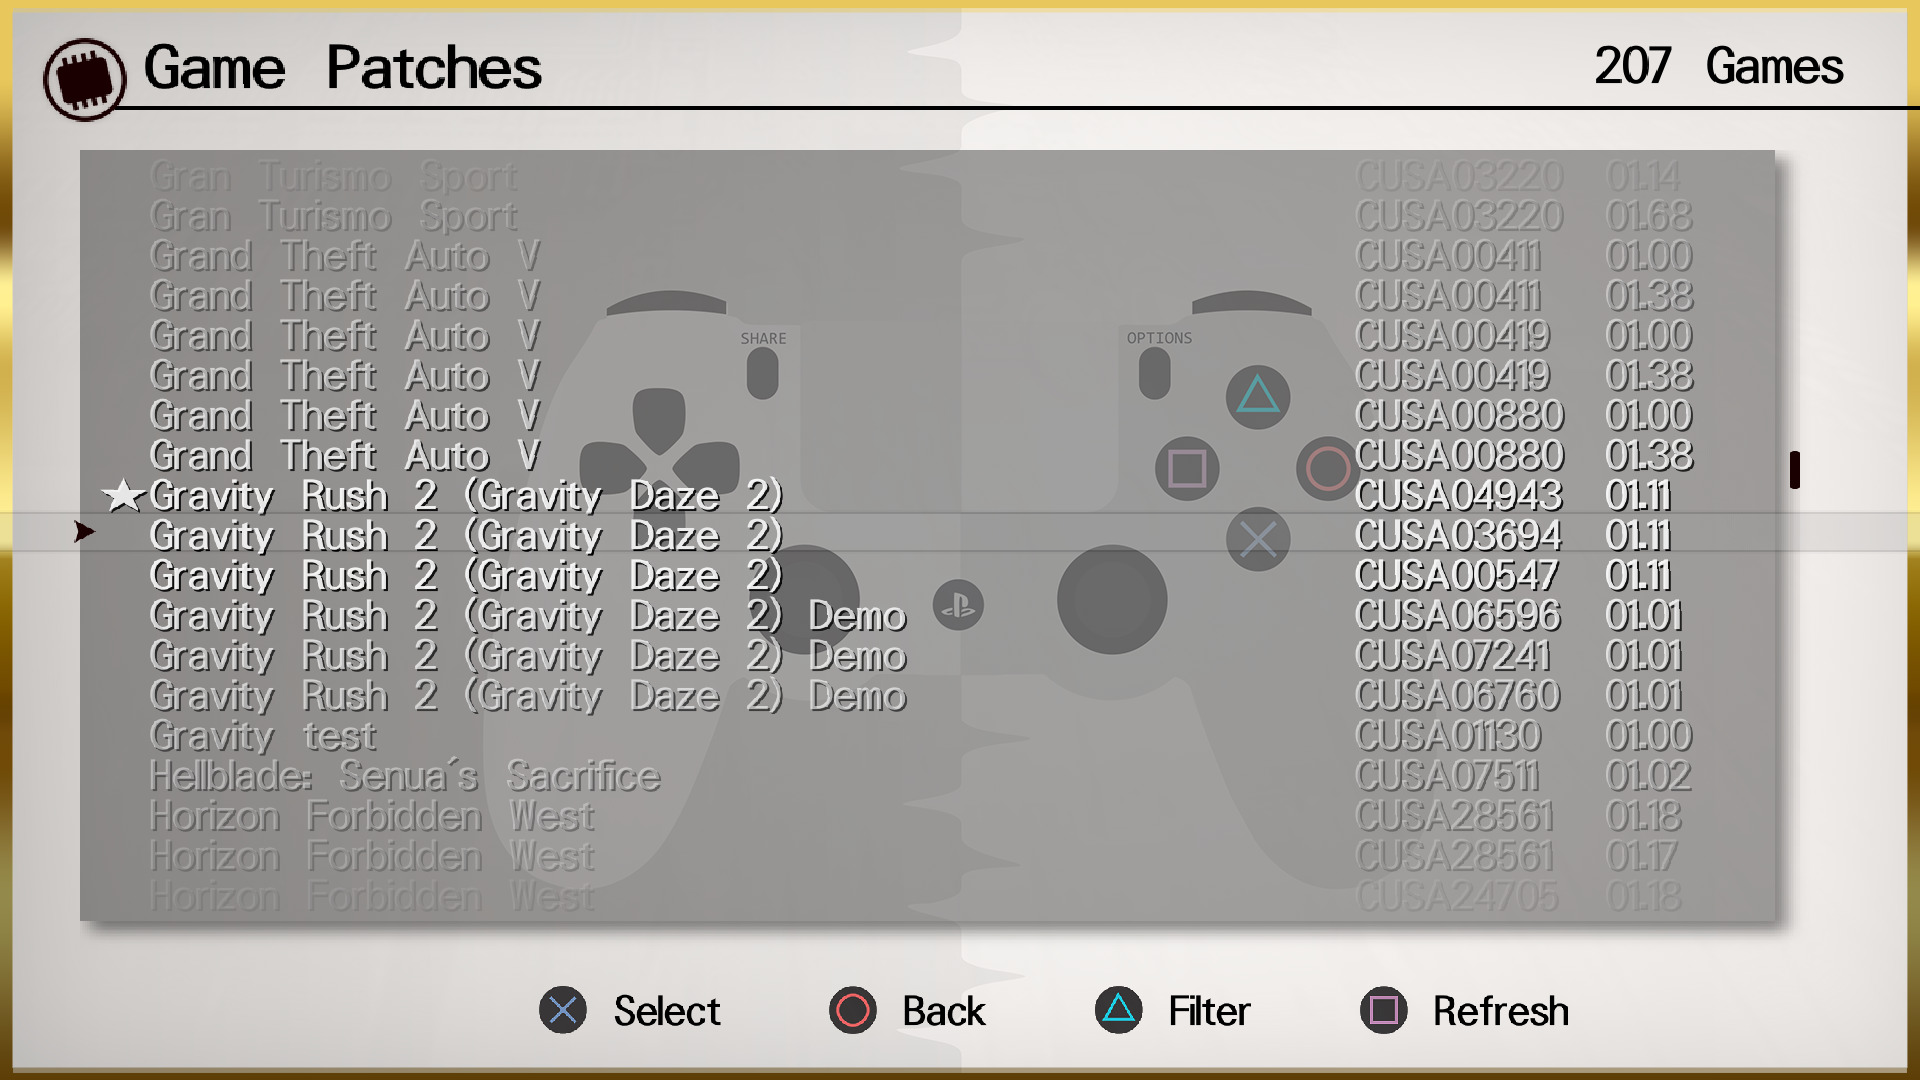 Game Patches
207 Games
Gran Turismo Sport CUSA03220 01.14
Gran Turismo Sport CUSA03220 01.68
Grand Theft Auto V CUSA00411 01.00
Grand Theft Auto V CUSA00411 01.38
SHARE
OPTIONS
Grand Theft Auto V CUSA00419 01.00
Grand Theft Auto V CUSA00419 01.38
Grand Theft Auto V CUSA00880 01.00
Grand Theft Auto V CUSA00880 01.38
Gravity Rush 2 (Gravity Daze 2) CUSA04943 01.11
Gravity Rush 2 (Gravity Daze 2) CUSA03694 01.11
Gravity Rush 2 (Gravity Daze 2) CUSA00547 01.11
Gravity Rush 2 (Gravity Daze 2) Demo CUSA06596 01.01
Gravity Rush 2 (Gravity Daze 2) Demo CUSA07241 01.01
Gravity Rush 2 (Gravity Daze 2) Demo CUSA06760 01.01
Gravity test CUSA01130 01.00
Hellblade: Senua´s Sacrifice CUSA07511 01.02
Horizon Forbidden West CUSA28561 01.18
Horizon Forbidden West CUSA28561 01.17
Horizon Forbidden West CUSA24705 01.18
Select Back Filter Refresh